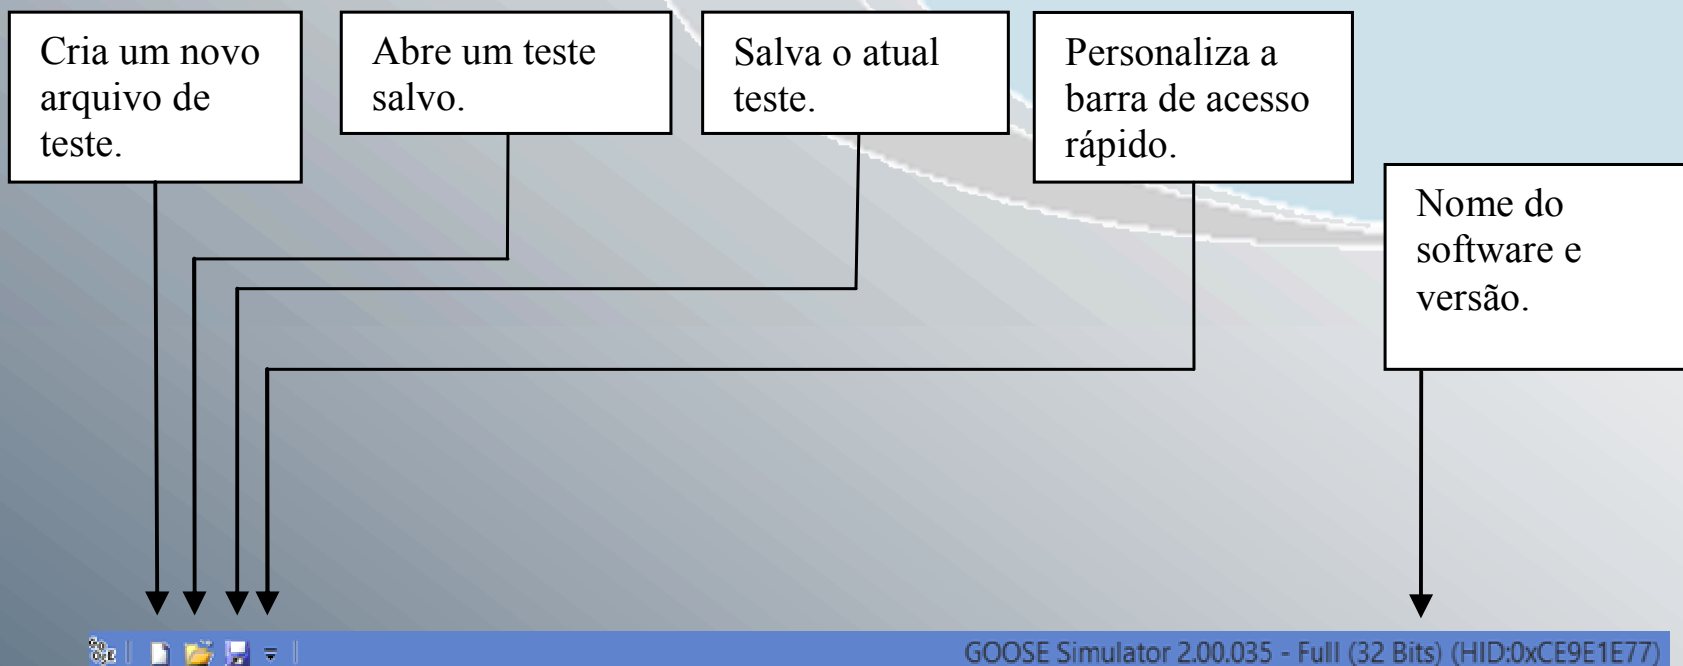 Cria um novo
arquivo de
teste.
Abre um teste
salvo.
Salva o atual
teste.
Personaliza a
barra de acesso
rápido.
Nome do
software e
versão.
GOOSE Simulator 2.00.035 - Full (32 Bits) (HID:0xCE9E1E77)